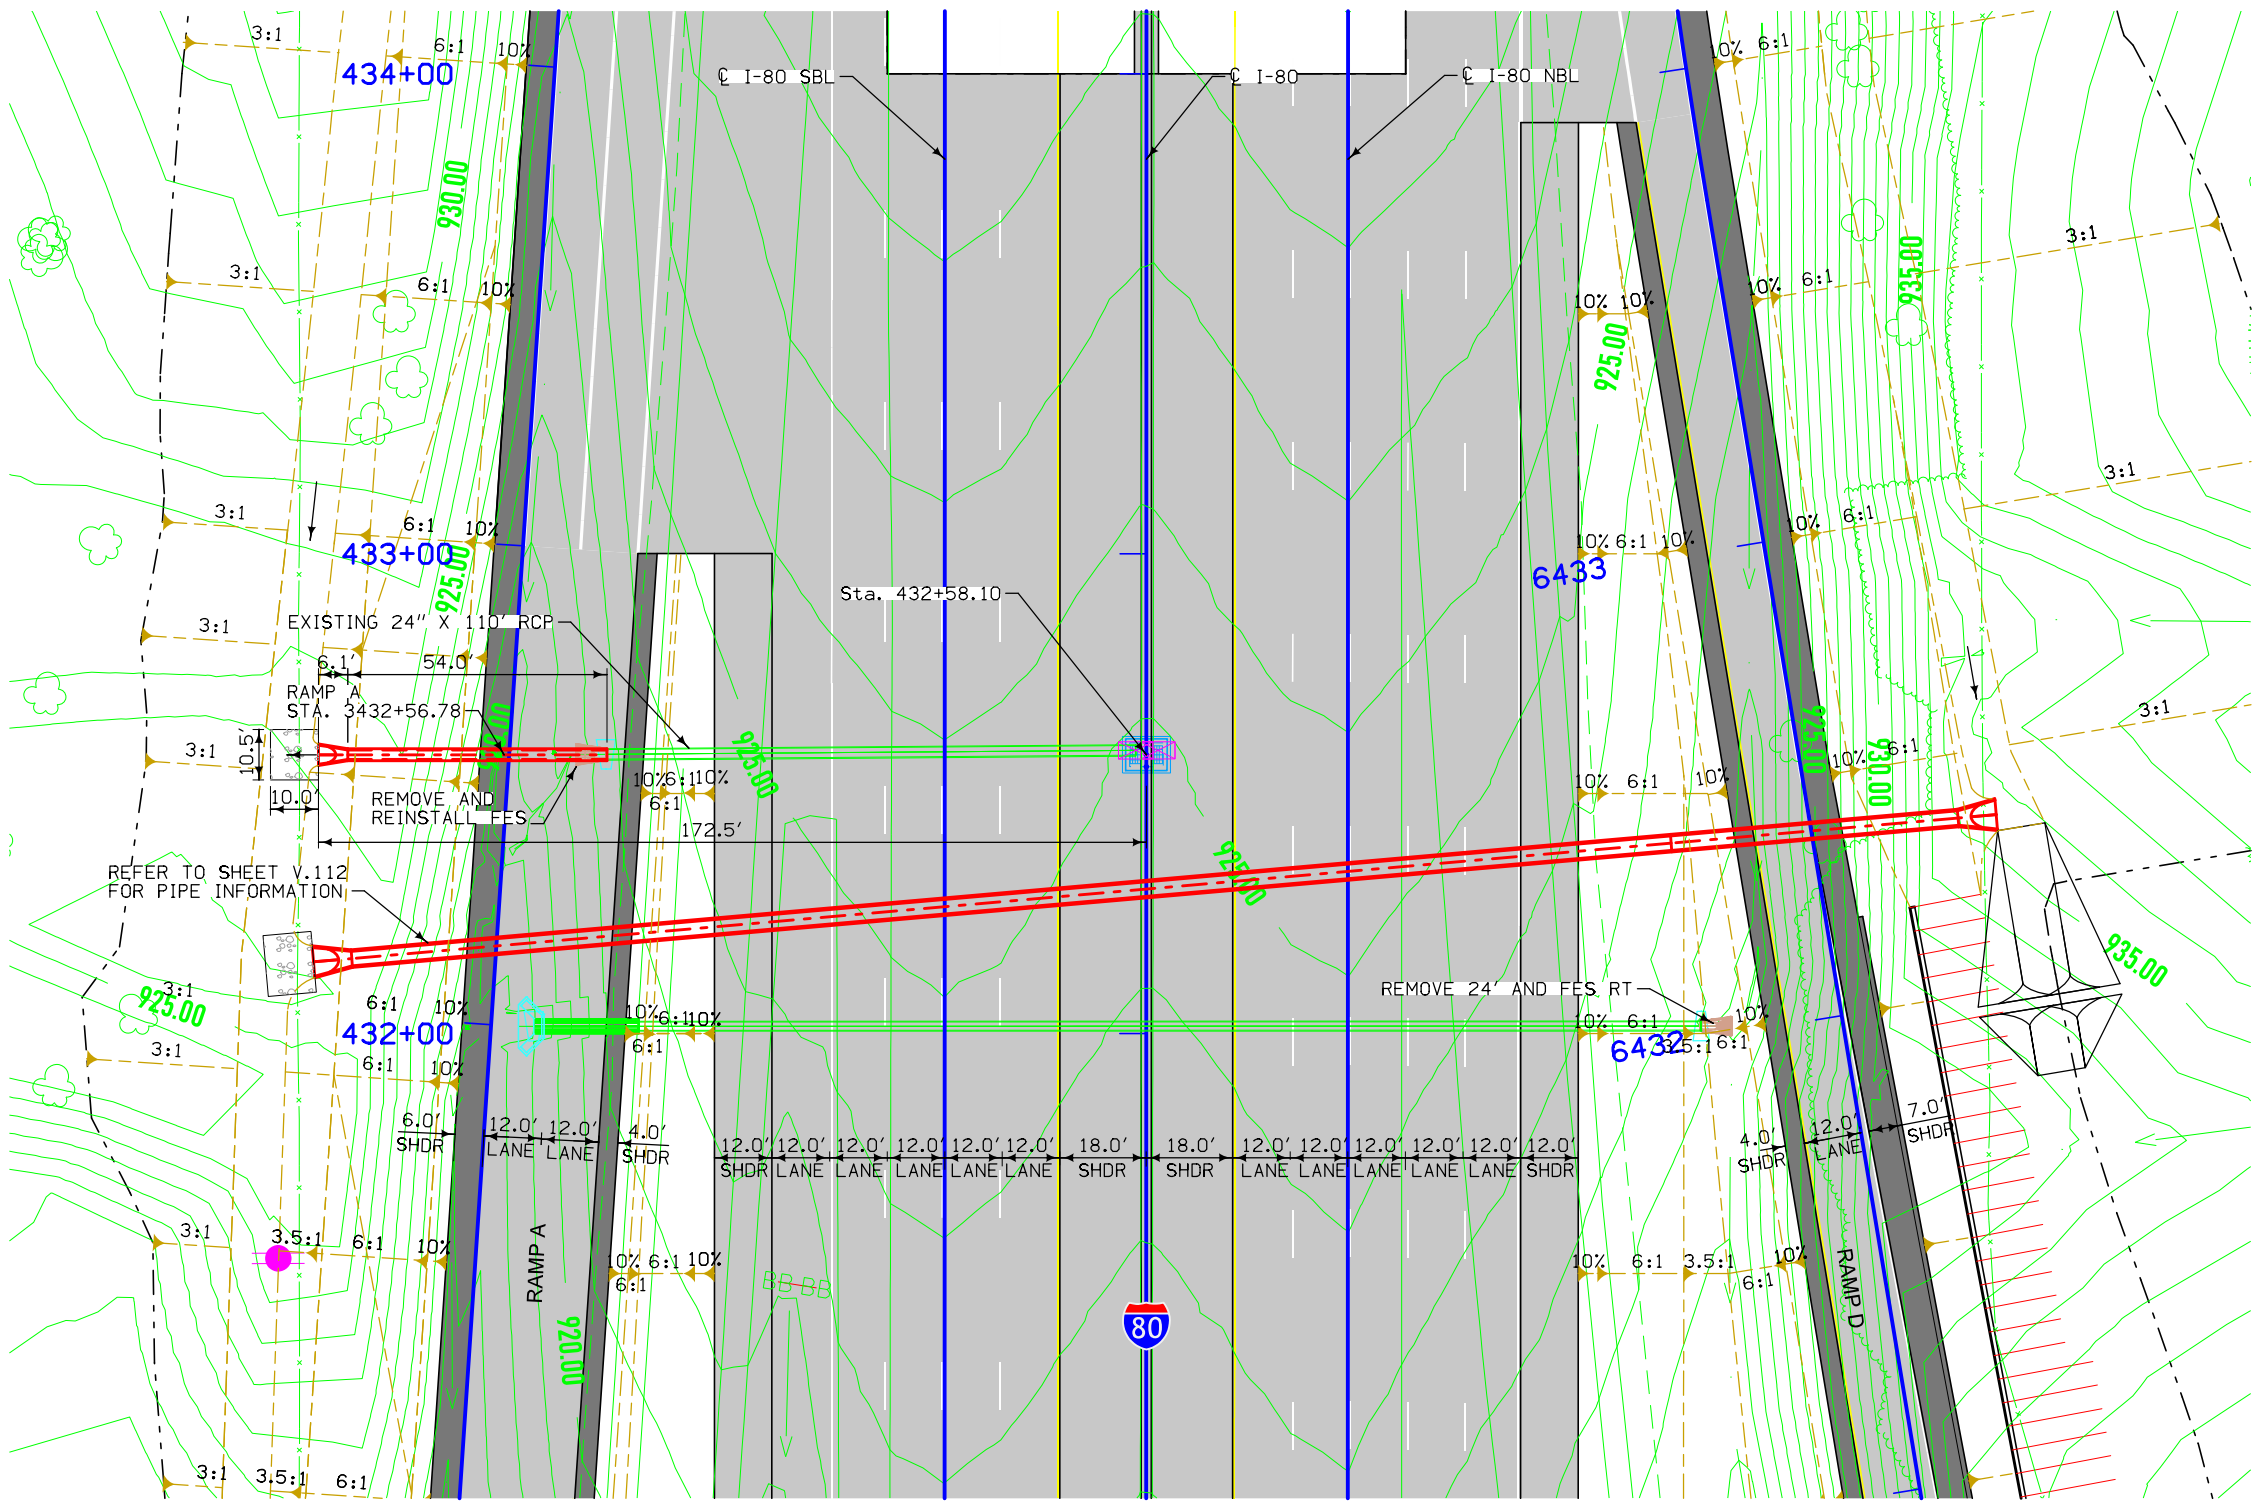 3:1
6:1
10%
434+00
℄ I-80 SBL
℄ I-80
℄ I-80 NBL
10%
6:1
930.00
935.00
3:1
3:1
6:1
10%
10%
10%
10%
6:1
925.00
3:1
3:1
6:1
10%
433+00
925.00
10%
6:1
10%
6433
10%
6:1
Sta. 432+58.10
EXISTING 24" X 110' RCP
3:1
6.1'
54.0'
RAMP A
STA. 3432+56.78
3:1
925.00
925.00
930.00
10%
6:1
3:1
10.5'
10.0'
REMOVE AND
REINSTALL FES
10%
6:1
10%
6:1
172.5'
10%
6:1
10%
925.00
REFER TO SHEET V.112
FOR PIPE INFORMATION
935.00
3:1
925.00
6:1
10%
432+00
REMOVE 24' AND FES RT
10%
6:1
10%
6:1
10%
6:1
10%
6:1
6432
3:1
6:1
10%
6.0'
SHDR
12.0'
LANE
12.0'
LANE
4.0'
SHDR
12.0'
SHDR
12.0'
LANE
12.0'
LANE
12.0'
LANE
12.0'
LANE
12.0'
LANE
18.0'
SHDR
18.0'
SHDR
12.0'
LANE
12.0'
LANE
12.0'
LANE
12.0'
LANE
12.0'
LANE
12.0'
SHDR
4.0'
SHDR
12.0'
LANE
7.0'
SHDR
3:1
3.5:1
6:1
10%
RAMP A
10%
6:1
10%
6:1
10%
6:1
3.5:1
10%
6:1
RAMP D
BB-BB
80
920.00
3:1
3.5:1
6:1